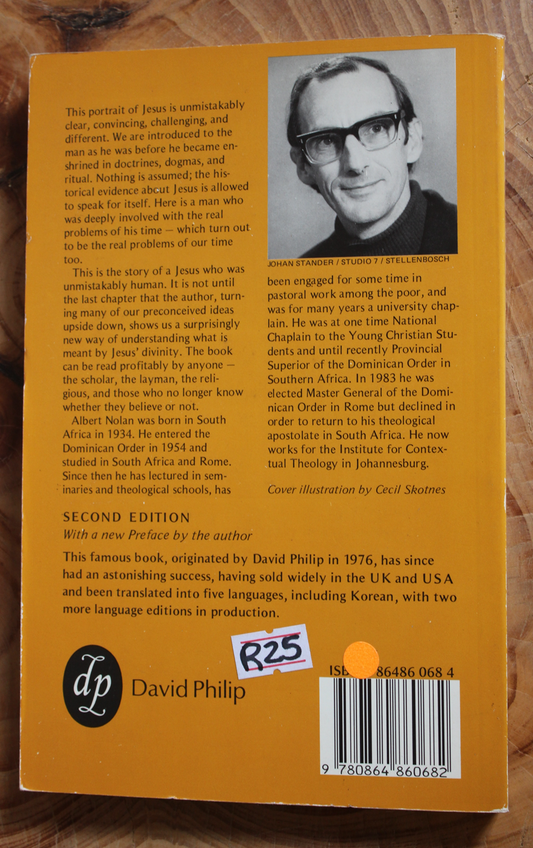 This portrait of Jesus is unmistakably
clear, convincing, challenging, and
different. We are introduced to the
man as he was before he became en-
shrined in doctrines, dogmas, and
ritual. Nothing is assumed; the his-
torical evidence about Jesus is allowed
to speak for itself. Here is a man who
was deeply involved with the real
problems of his time — which turn out
to be the real problems of our time
too.
This is the story of a Jesus who was
unmistakably human. It is not until
the last chapter that the author, turn-
ing many of our preconceived ideas
upside down, shows us a surprisingly
new way of understanding what is
meant by Jesus' divinity. The book
can be read profitably by anyone —
the scholar, the layman, the reli-
gious, and those who no longer know
whether they believe or not.
Albert Nolan was born in South
Africa in 1934. He entered the
Dominican Order in 1954 and
studied in South Africa and Rome.
Since then he has lectured in sem-
inaries and theological schools, has
JOHAN STANDER / STUDIO 7 / STELLENBOSCH
been engaged for some time in
pastoral work among the poor, and
was for many years a university chap-
lain. He was at one time National
Chaplain to the Young Christian Stu-
dents and until recently Provincial
Superior of the Dominican Order in
Southern Africa. In 1983 he was
elected Master General of the Domi-
nican Order in Rome but declined in
order to return to his theological
apostolate in South Africa. He now
works for the Institute for Contex-
tual Theology in Johannesburg.
Cover illustration by Cecil Skotnes
SECOND EDITION
With a new Preface by the author
This famous book, originated by David Philip in 1976, has since
had an astonishing success, having sold widely in the UK and USA
and been translated into five languages, including Korean, with two
more language editions in production.
R25
dp
David Philip
86486 068 4
9 780864 860682